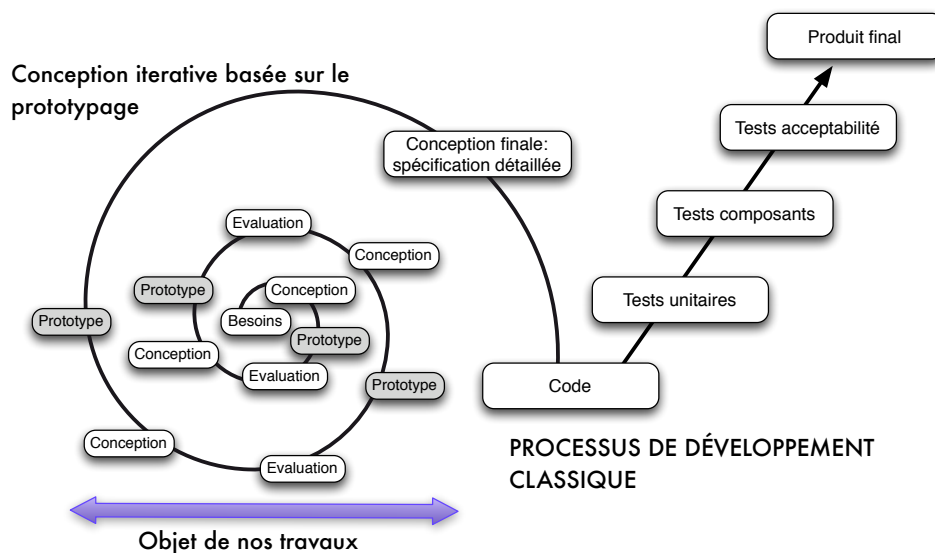 Produit final
Conception iterative basée sur le
prototypage
Tests acceptabilité
Conception finale:
spécification détaillée
Tests composants
Evaluation
Conception
Prototype
Conception
Tests unitaires
Prototype
Besoins
Prototype
Conception
Evaluation
Prototype
Code
Conception
Evaluation
PROCESSUS DE DÉVELOPPEMENT
CLASSIQUE
Objet de nos travaux